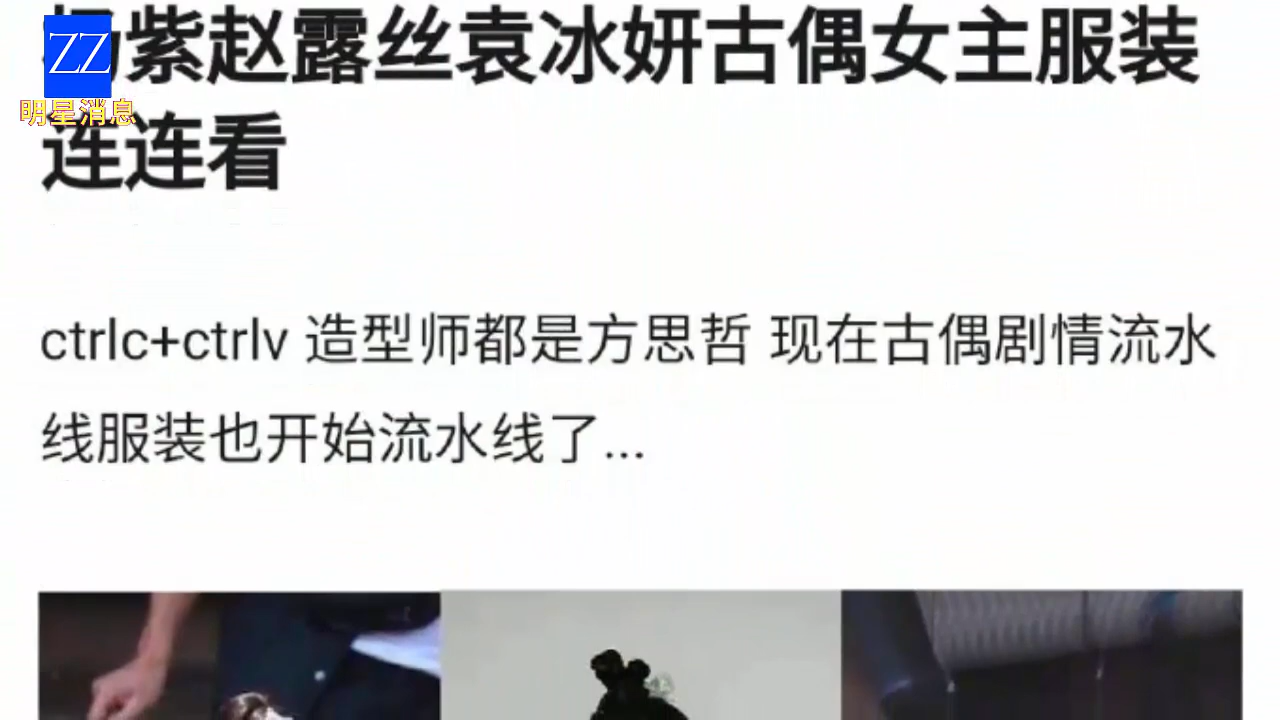 紫赵露丝袁冰妍古偶女主服装
ZZ
明星消息
连连看
ctrlc+ctrlv 造型师都是方思哲 现在古偶剧情流水
线服装也开始流水线了...